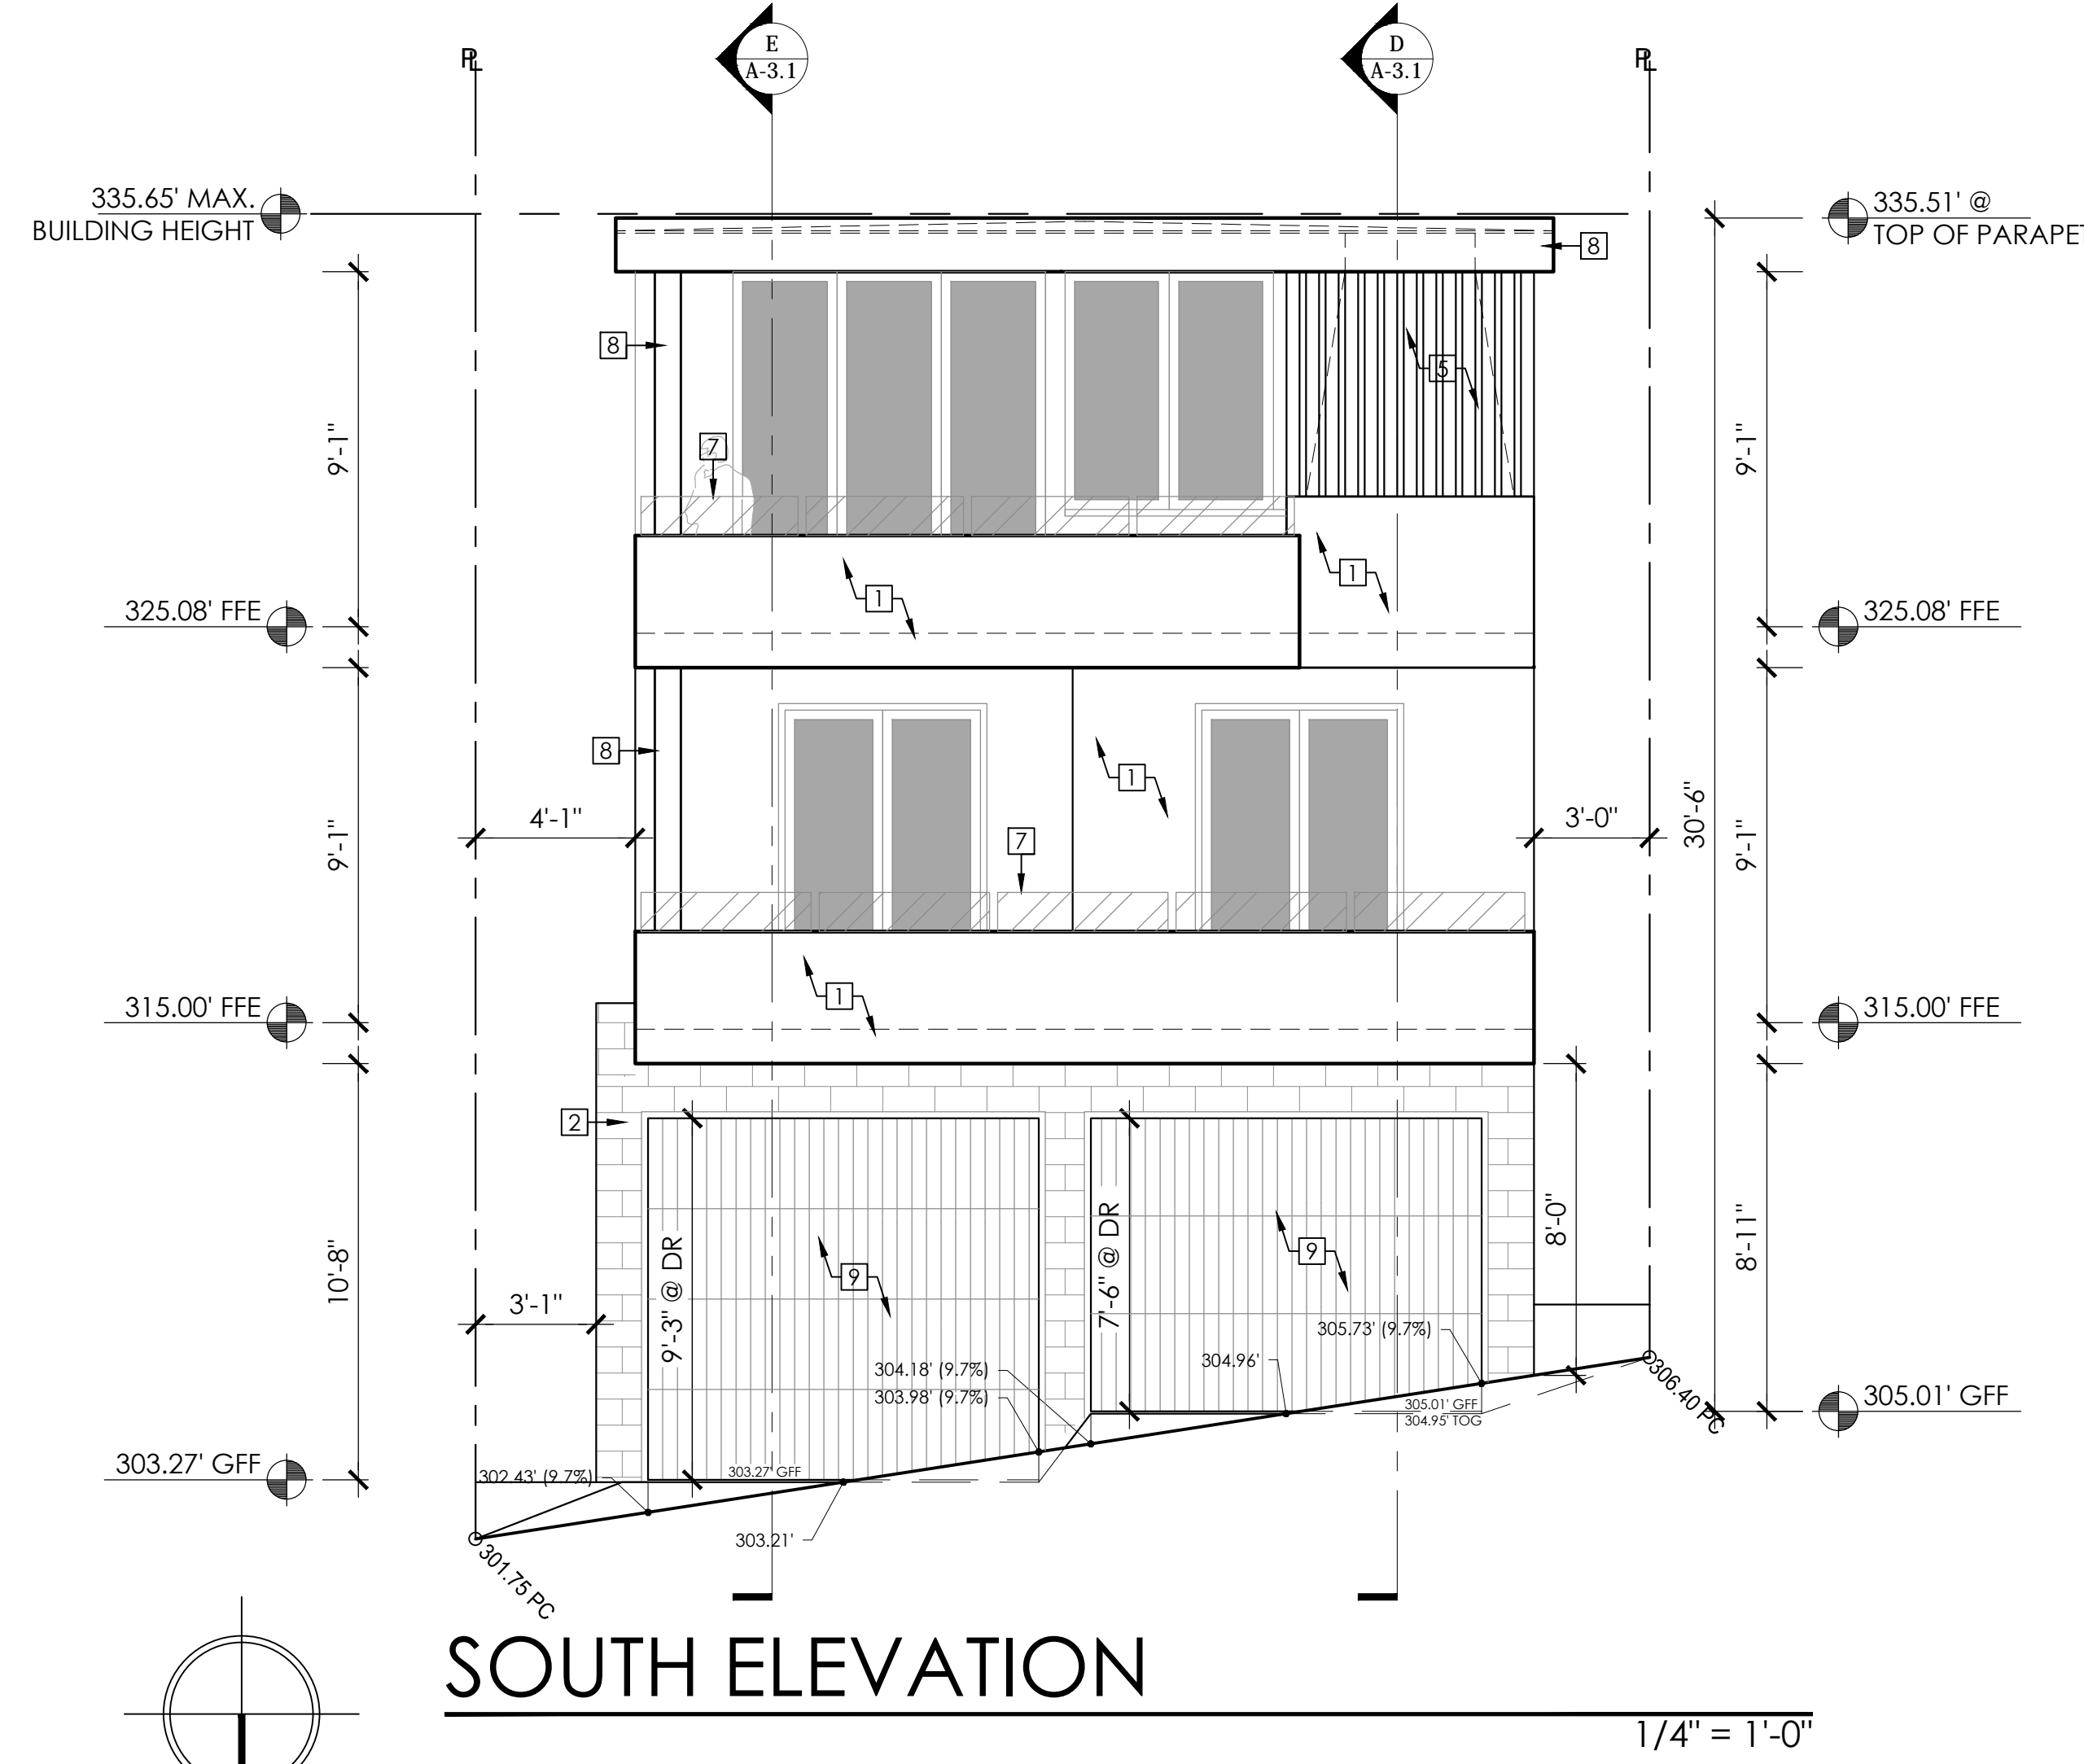 PL
E
A-3.1
D
A-3.1
PL
335.65' MAX.
BUILDING HEIGHT
335.51' @
TOP OF PARAPET
8
8
5
7
9'-1"
9'-1"
1
1
325.08' FFE
325.08' FFE
8
1
4'-1"
3'-0"
30'-6"
9'-1"
9'-1"
7
1
315.00' FFE
315.00' FFE
2
9'-3" @ DR
7'-6" @ DR
8'-0"
8'-11"
10'-8"
9
9
3'-1"
305.73' (9.7%)
304.96'
304.18' (9.7%)
303.98' (9.7%)
305.01' GFF
304.95' TOG
306.40 PC
305.01' GFF
303.27' GFF
302.43' (9.7%)
303.27' GFF
303.21'
301.75 PC
SOUTH ELEVATION
1/4" = 1'-0"